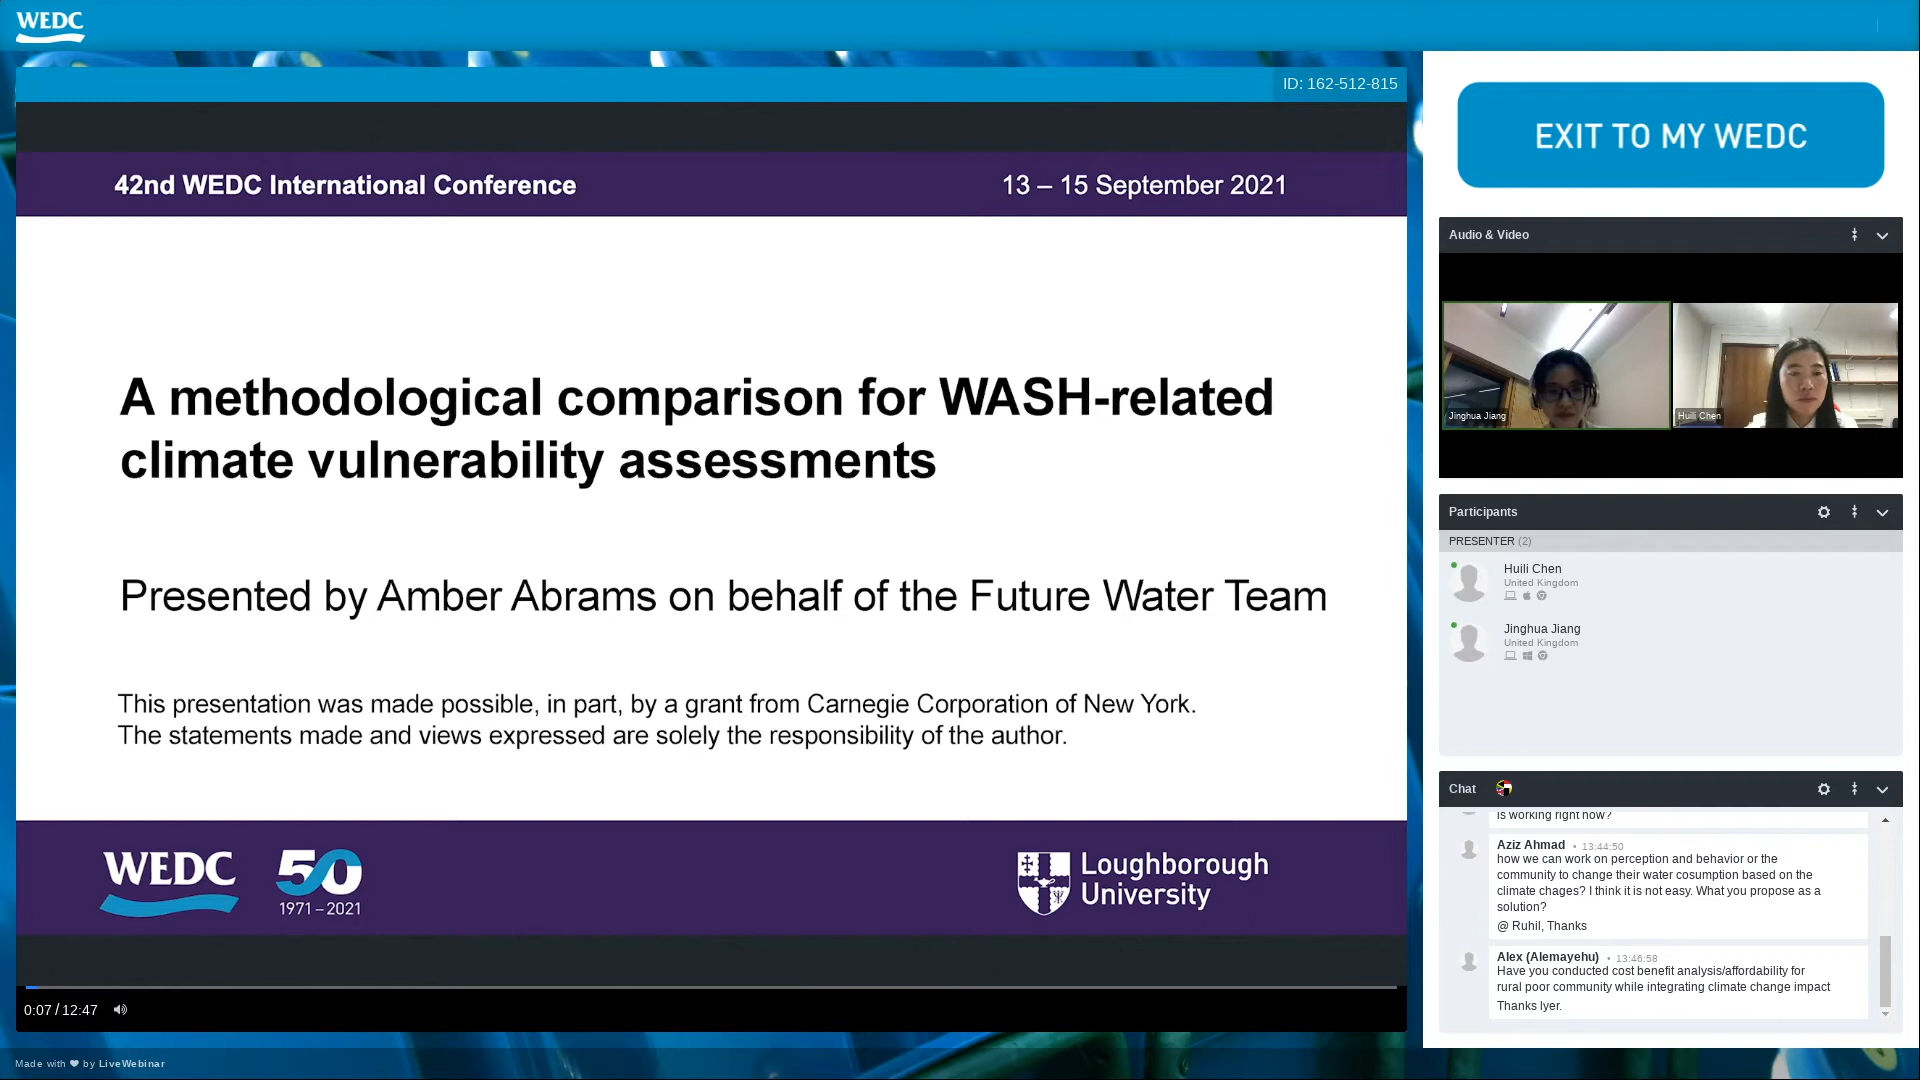 WEDC
ID: 162-512-815
42nd WEDC International Conference
13 – 15 September 2021
A methodological comparison for WASH-related
climate vulnerability assessments
Presented by Amber Abrams on behalf of the Future Water Team
This presentation was made possible, in part, by a grant from Carnegie Corporation of New York.
The statements made and views expressed are solely the responsibility of the author.
WEDC
50
1971 – 2021
Loughborough
University
0:07 / 12:47
Made with ❤ by LiveWebinar
EXIT TO MY WEDC
Audio & Video
Jinghua Jiang
Huili Chen
Participants
PRESENTER (2)
Huili Chen
United Kingdom
Jinghua Jiang
United Kingdom
Chat
is working right now?
Aziz Ahmad • 13:44:50
how we can work on perception and behavior or the
community to change their water cosumption based on the
climate chages? I think it is not easy. What you propose as a
solution?
@ Ruhil, Thanks
Alex (Alemayehu) • 13:46:58
Have you conducted cost benefit analysis/affordability for
rural poor community while integrating climate change impact
Thanks lyer.